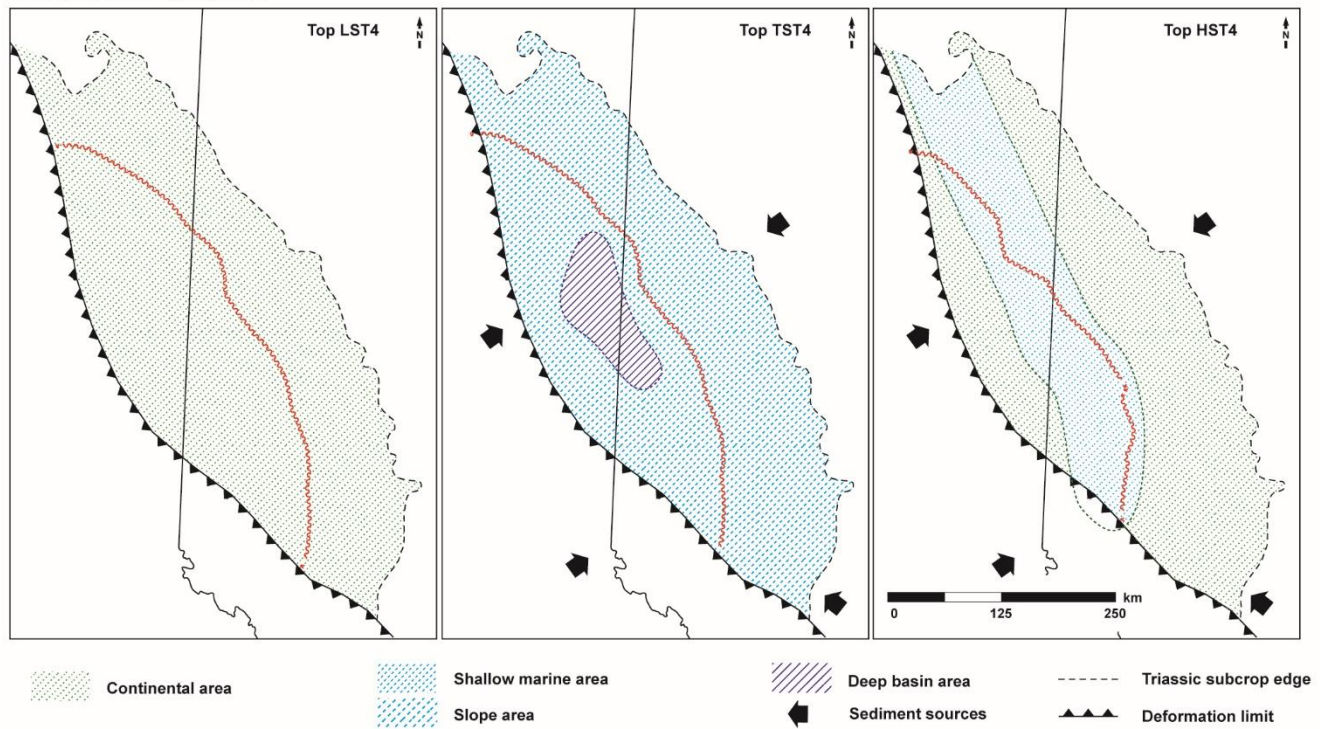 Top LST4
N
Top TST4
N
Top HST4
N
km
0
125
250
Continental area
Shallow marine area
Slope area
Deep basin area
Sediment sources
Triassic subcrop edge
Deformation limit